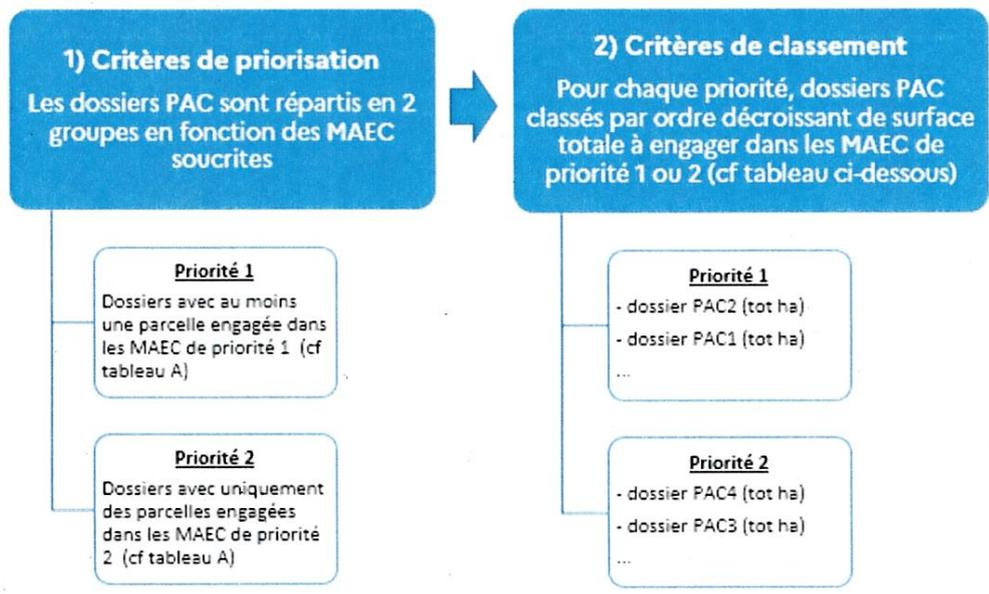 1) Critères de priorisation
Les dossiers PAC sont répartis en 2
groupes en fonction des MAEC
soucrites
Priorité 1
Dossiers avec au moins
une parcelle engagée dans
les MAEC de priorité 1 (cf
tableau A)
Priorité 2
Dossiers avec uniquement
des parcelles engagées
dans les MAEC de priorité
2 (cf tableau A)
2) Critères de classement
Pour chaque priorité, dossiers PAC
classés par ordre décroissant de surface
totale à engager dans les MAEC de
priorité 1 ou 2 (cf tableau ci-dessous)
Priorité 1
- dossier PAC2 (tot ha)
- dossier PAC1 (tot ha)
...
Priorité 2
- dossier PAC4 (tot ha)
- dossier PAC3 (tot ha)
...